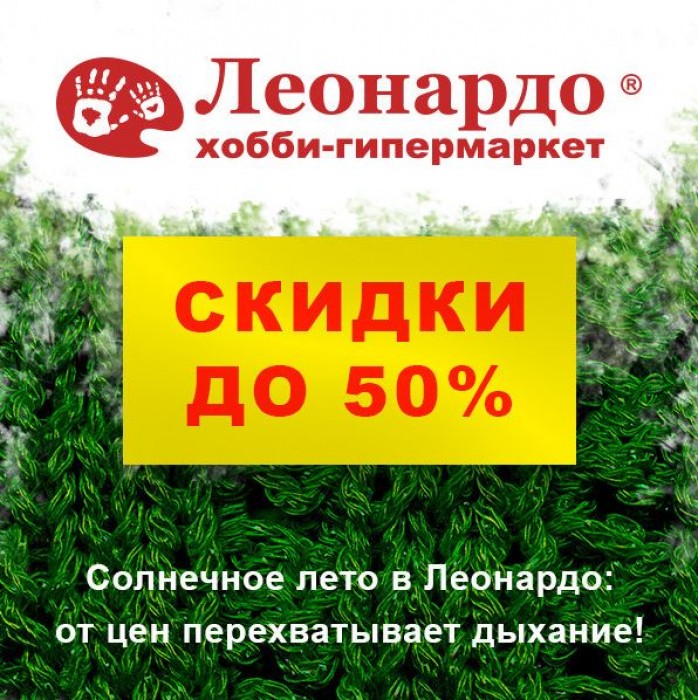 Леонардо ®
хобби-гипермаркет
СКИДКИ
ДО 50%
Солнечное лето в Леонардо:
от цен перехватывает дыхание!